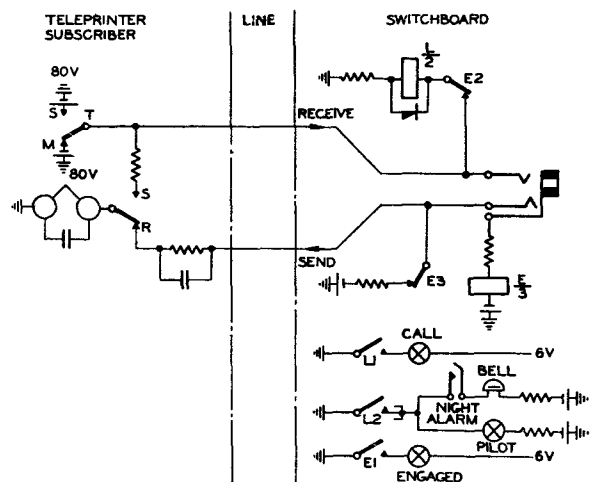 TELEPRINTER
SUBSCRIBER
LINE
SWITCHBOARD
80V
S
T
M
80V
S
R
RECEIVE
SEND
L
2
E2
E3
E
3
CALL
L1
6V
BELL
NIGHT
ALARM
L2
PILOT
E1
ENGAGED
6V